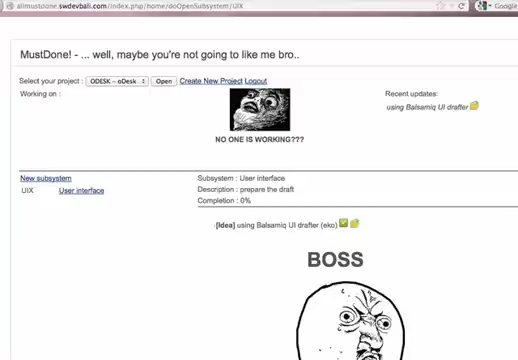 allmustdone.swdevbali.com/index.php/home/doOpenSubsystem/UIX
Google
MustDone! - ... well, maybe you're not going to like me bro..
Select your project : ODESK - oDesk Open Create New Project Logout
Working on :
Recent updates:
using Balsamiq UI drafter
NO ONE IS WORKING???
New subsystem
UIX User interface
Subsystem : User interface
Description : prepare the draft
Completion : 0%
[Idea] using Balsamiq UI drafter (eko)
BOSS